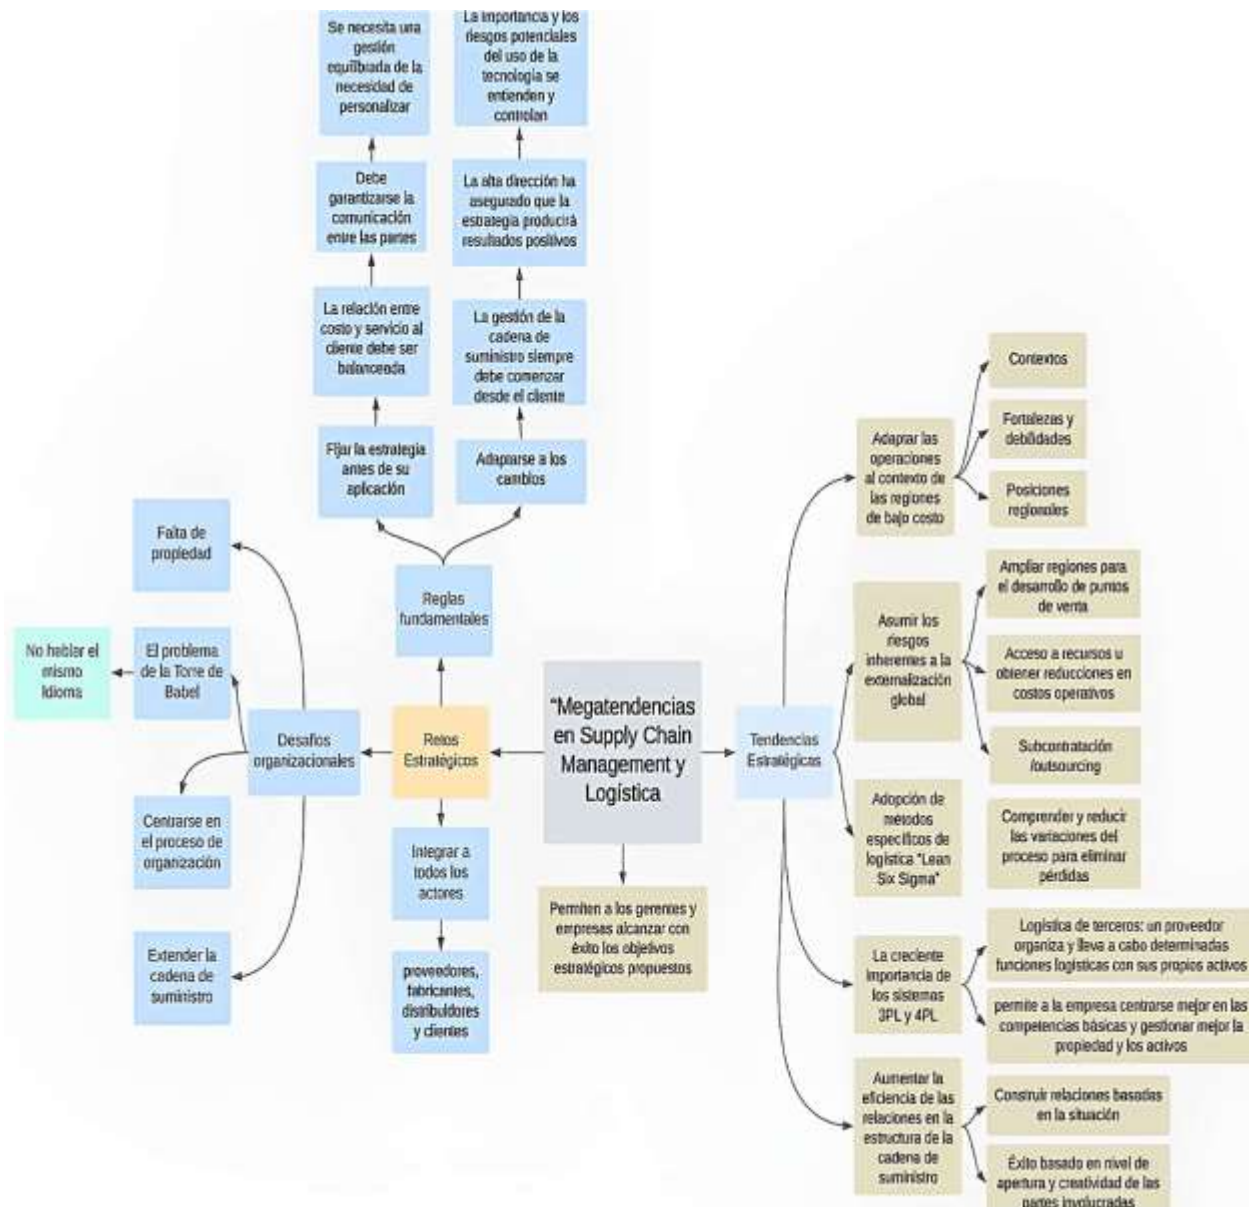 Se necesita una
gestión
equilibrada de la
necesidad de
personalizar
La importancia y los
riesgos potenciales
del uso de la
tecnología se
entienden y
controlan
Debe
garantizarse la
comunicación
entre las partes
La alta dirección ha
asegurado que la
estrategia producirá
resultados positivos
La relación entre
costo y servicio al
cliente debe ser
balanceada
La gestión de la
cadena de
suministro siempre
debe comenzar
desde el cliente
Fijar la estrategia
antes de su
aplicación
Adaptarse a los
cambios
Reglas
fundamentales
Falta de
propiedad
El problema
de la Torre de
Babel
No hablar el
mismo
Idioma
Desafíos
organizacionales
Centrarse en
el proceso de
organización
Extender la
cadena de
suministro
Retos
Estratégicos
Integrar a
todos los
actores
proveedores,
fabricantes,
distribuidores
y clientes
"Megatendencias
en Supply Chain
Management y
Logística
Permiten a los gerentes y
empresas alcanzar con
éxito los objetivos
estratégicos propuestos
Tendencias
Estratégicas
Adaptar las
operaciones
al contexto de
las regiones
de bajo costo
Contextos
Fortalezas y
debilidades
Posiciones
regionales
Asumir los
riesgos
inherentes a la
externalización
global
Ampliar regiones para
el desarrollo de puntos
de venta
Acceso a recursos u
obtener reducciones en
costos operativos
Subcontratación
/outsourcing
Adopción de
métodos
específicos de
logística "Lean
Six Sigma"
Comprender y reducir
las variaciones del
proceso para eliminar
pérdidas
La creciente
importancia de
los sistemas
3PL y 4PL
Logística de terceros: un proveedor
organiza y lleva a cabo determinadas
funciones logísticas con sus propios activos
permite a la empresa centrarse mejor en las
competencias básicas y gestionar mejor la
propiedad y los activos
Aumentar la
eficiencia de las
relaciones en la
estructura de la
cadena de
suministro
Construir relaciones basadas
en la situación
Éxito basado en nivel de
apertura y creatividad de las
partes involucradas